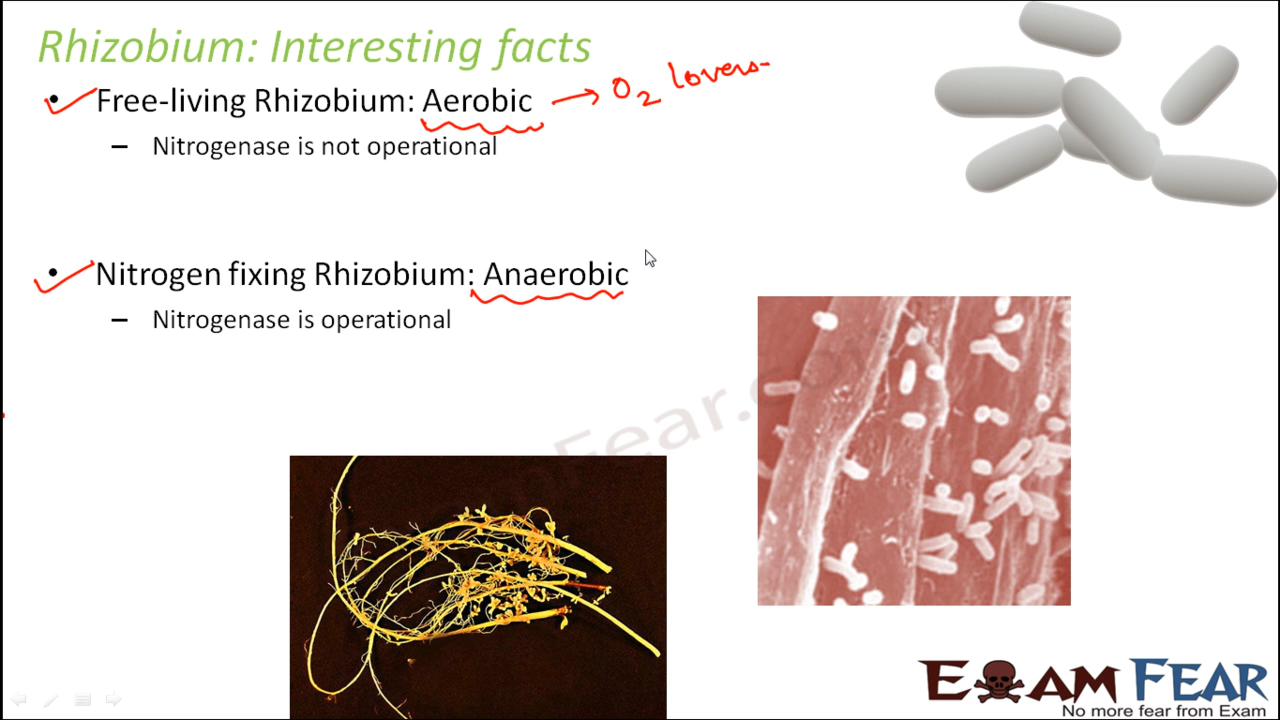 Rhizobium: Interesting facts
• Free-living Rhizobium: Aerobic → O2 lovers
– Nitrogenase is not operational
• Nitrogen fixing Rhizobium: Anaerobic
– Nitrogenase is operational
Fear.
EXAM FEAR
No more fear from Exam